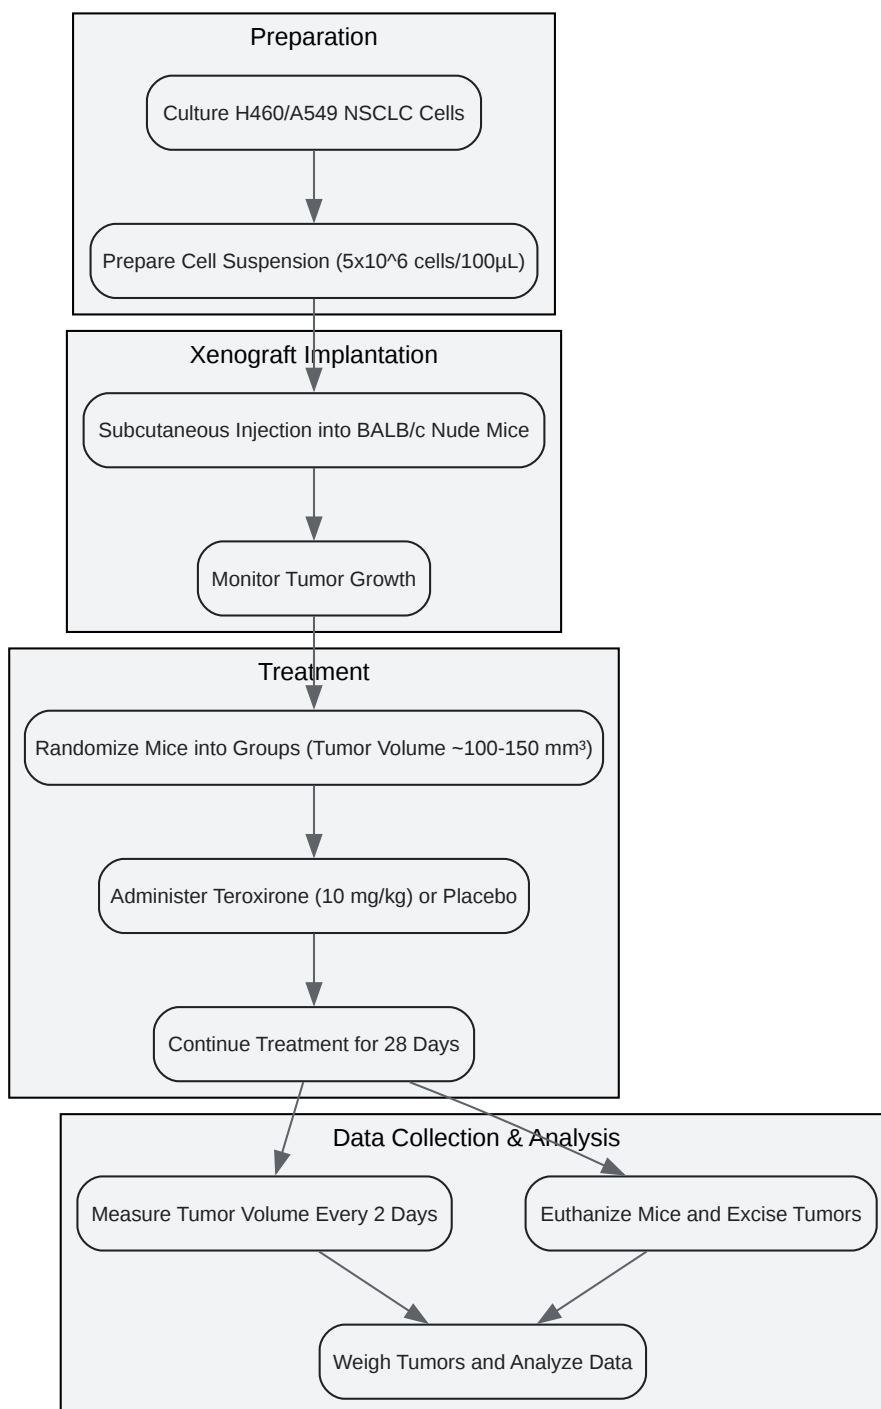 Preparation
Culture H460/A549 NSCLC Cells
Prepare Cell Suspension (5x10^6 cells/100µL)
Xenograft Implantation
Subcutaneous Injection into BALB/c Nude Mice
Monitor Tumor Growth
Treatment
Randomize Mice into Groups (Tumor Volume ~100-150 mm³)
Administer Teroxirone (10 mg/kg) or Placebo
Continue Treatment for 28 Days
Data Collection & Analysis
Measure Tumor Volume Every 2 Days
Euthanize Mice and Excise Tumors
Weigh Tumors and Analyze Data